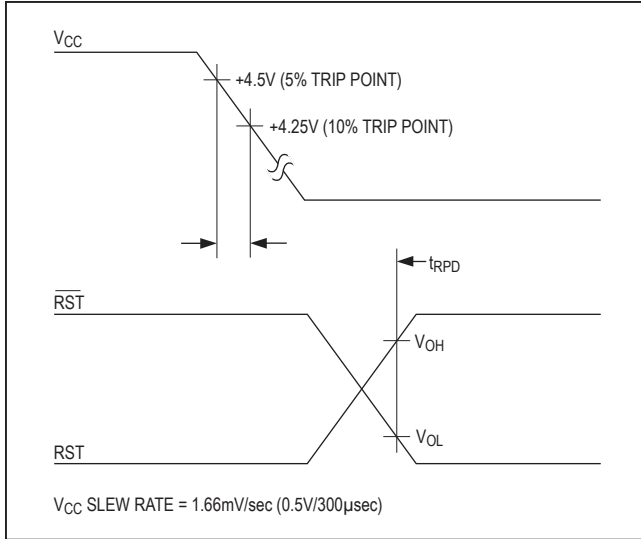 VCC
+4.5V (5% TRIP POINT)
+4.25V (10% TRIP POINT)
tRPD
RST
VOH
VOL
RST
VCC SLEW RATE = 1.66mV/sec (0.5V/300μsec)